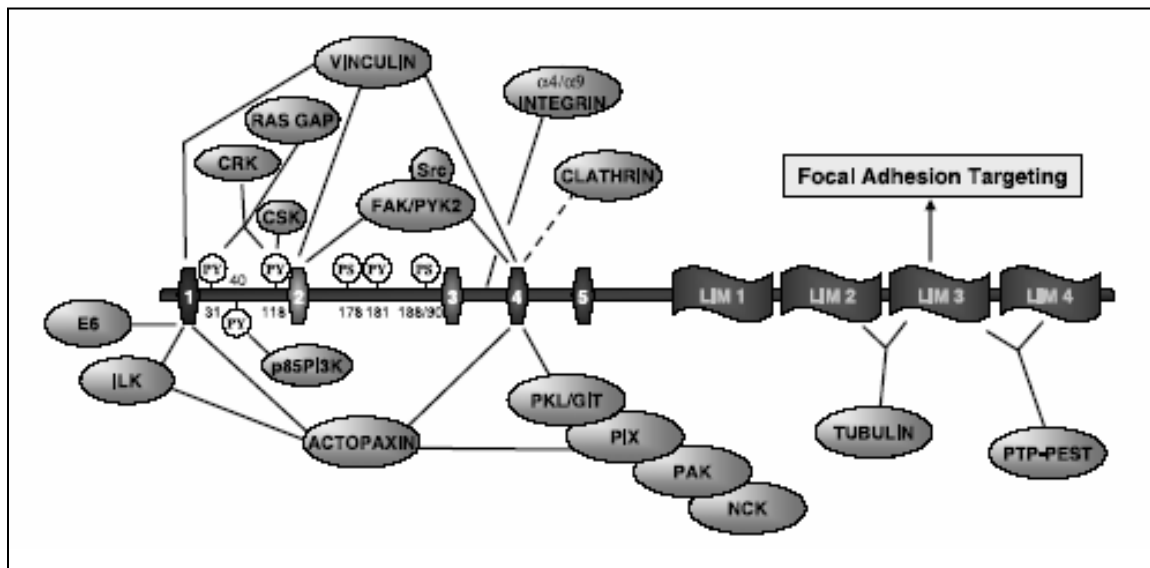 VINCULIN
α4/α9
INTEGRIN
RAS GAP
CRK
Src
CLATHRIN
Focal Adhesion Targeting
FAK/PYK2
CSK
PY
40
PY
PS
PY
PS
1
2
3
4
5
LIM 1
LIM 2
LIM 3
LIM 4
31
PY
118
178
181
188/90
E6
p85PI3K
ILK
PKL/GIT
ACTOPAXIN
PIX
TUBULIN
PTP-PEST
PAK
NCK